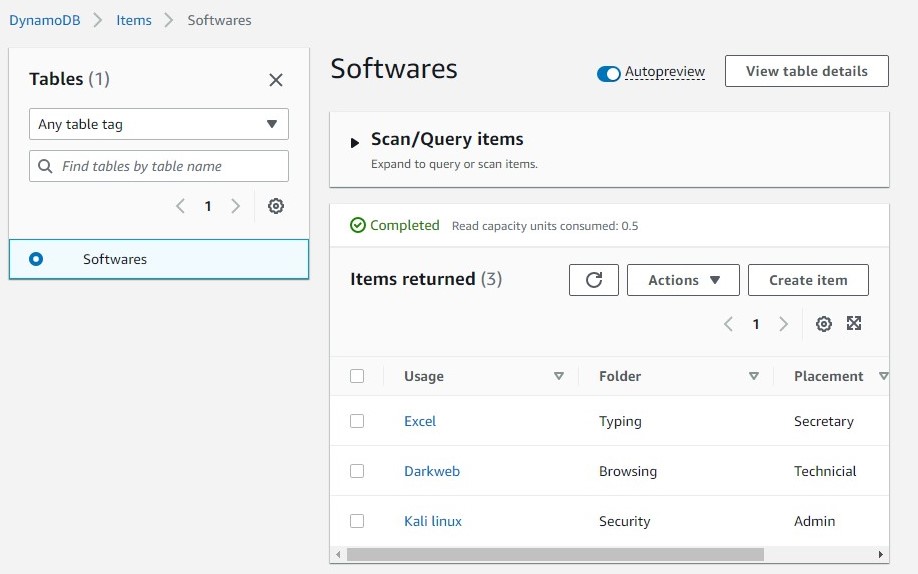 DynamoDB > Items > Softwares
Tables (1)
Any table tag
Find tables by table name
1
Softwares
Softwares
Autopreview
View table details
Scan/Query items
Expand to query or scan items.
Completed Read capacity units consumed: 0.5
Items returned (3)
Actions
Create item
1
Usage Folder Placement
Excel Typing Secretary
Darkweb Browsing Technicial
Kali linux Security Admin